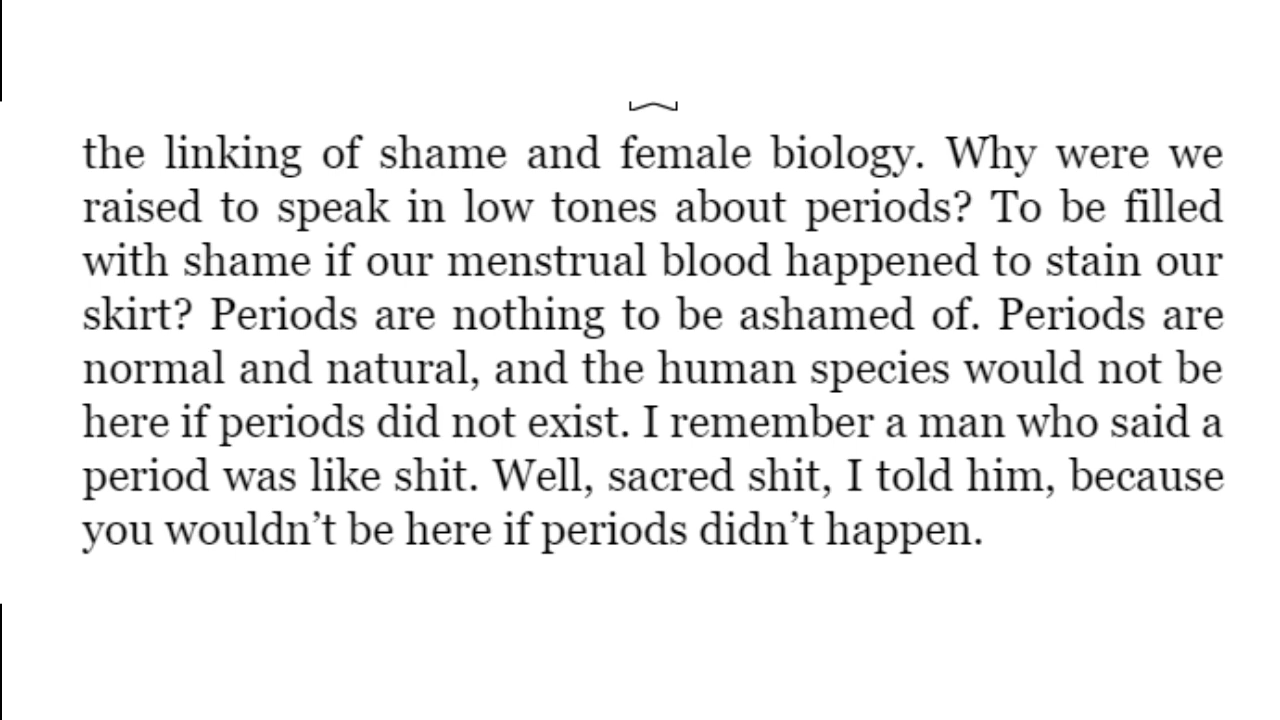 the linking of shame and female biology. Why were we
raised to speak in low tones about periods? To be filled
with shame if our menstrual blood happened to stain our
skirt? Periods are nothing to be ashamed of. Periods are
normal and natural, and the human species would not be
here if periods did not exist. I remember a man who said a
period was like shit. Well, sacred shit, I told him, because
you wouldn’t be here if periods didn’t happen.